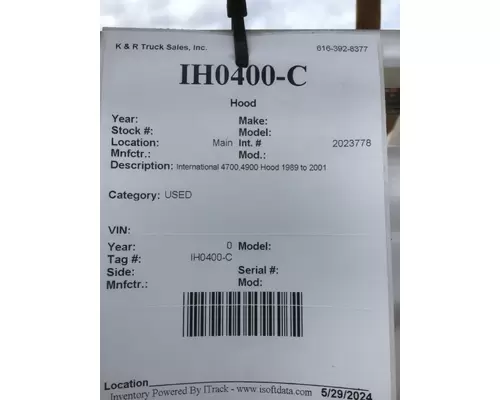 K & R Truck Sales, Inc. 616-392-8377
IH0400-C
Hood
Year: Make:
Stock #: Model:
Location: Main Int. # 2023778
Mnfctr.: Mod.:
Description: International 4700,4900 Hood 1989 to 2001
Category: USED
VIN:
Year: 0 Model:
Tag #: IH0400-C
Side: Serial #:
Mnfctr.: Mod:
Location
Inventory Powered By ITrack - www.isoftdata.com 5/29/2024